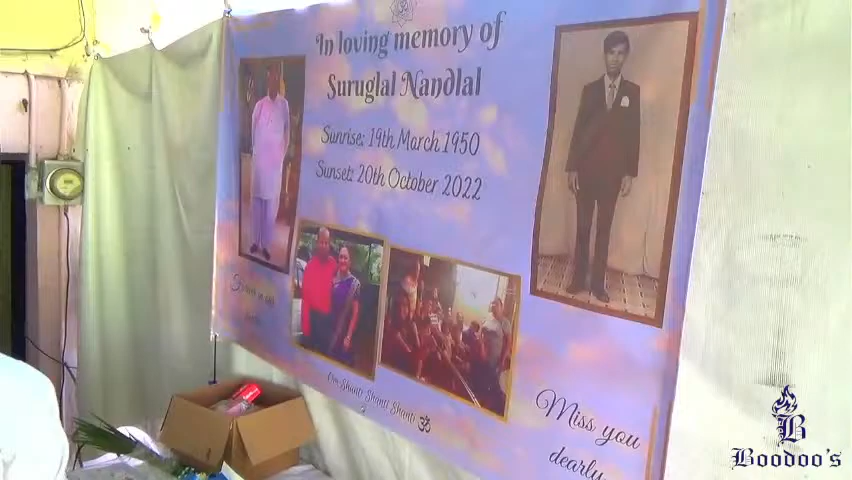 In loving memory of
Suruglal Nandlal
Sunrise: 19th March 1950
Sunset: 20th October 2022
Om Shanti Shanti Shanti ॐ
Miss you
dearly
B
Boodoo's